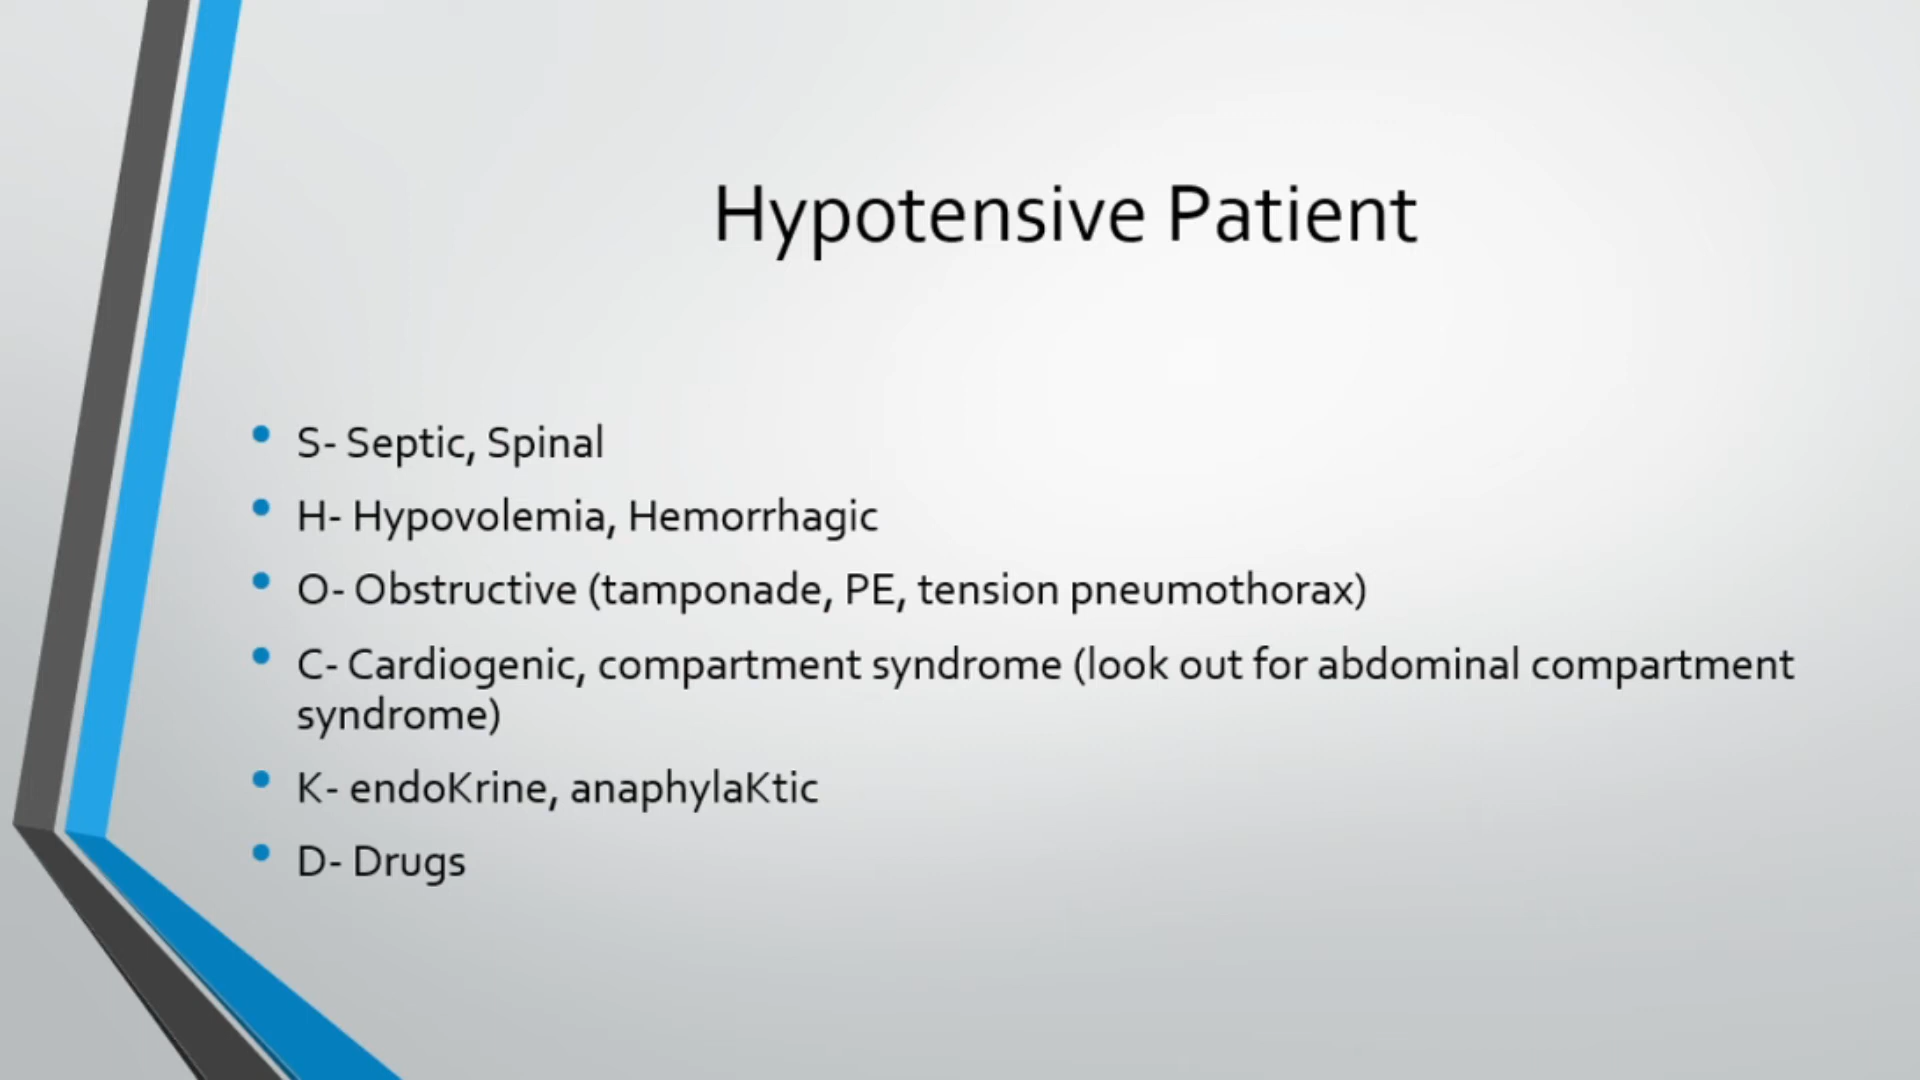 Hypotensive Patient
S- Septic, Spinal
H- Hypovolemia, Hemorrhagic
O- Obstructive (tamponade, PE, tension pneumothorax)
C- Cardiogenic, compartment syndrome (look out for abdominal compartment
syndrome)
K- endoKrine, anaphylaKtic
D- Drugs